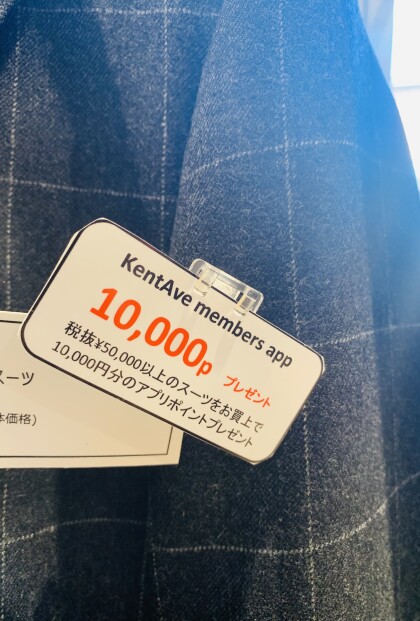 KentAve members app
10,000p プレゼント
税抜¥50,000以上のスーツをお買上で
10,000円分のアプリポイントプレゼント
スーツ
体価格)